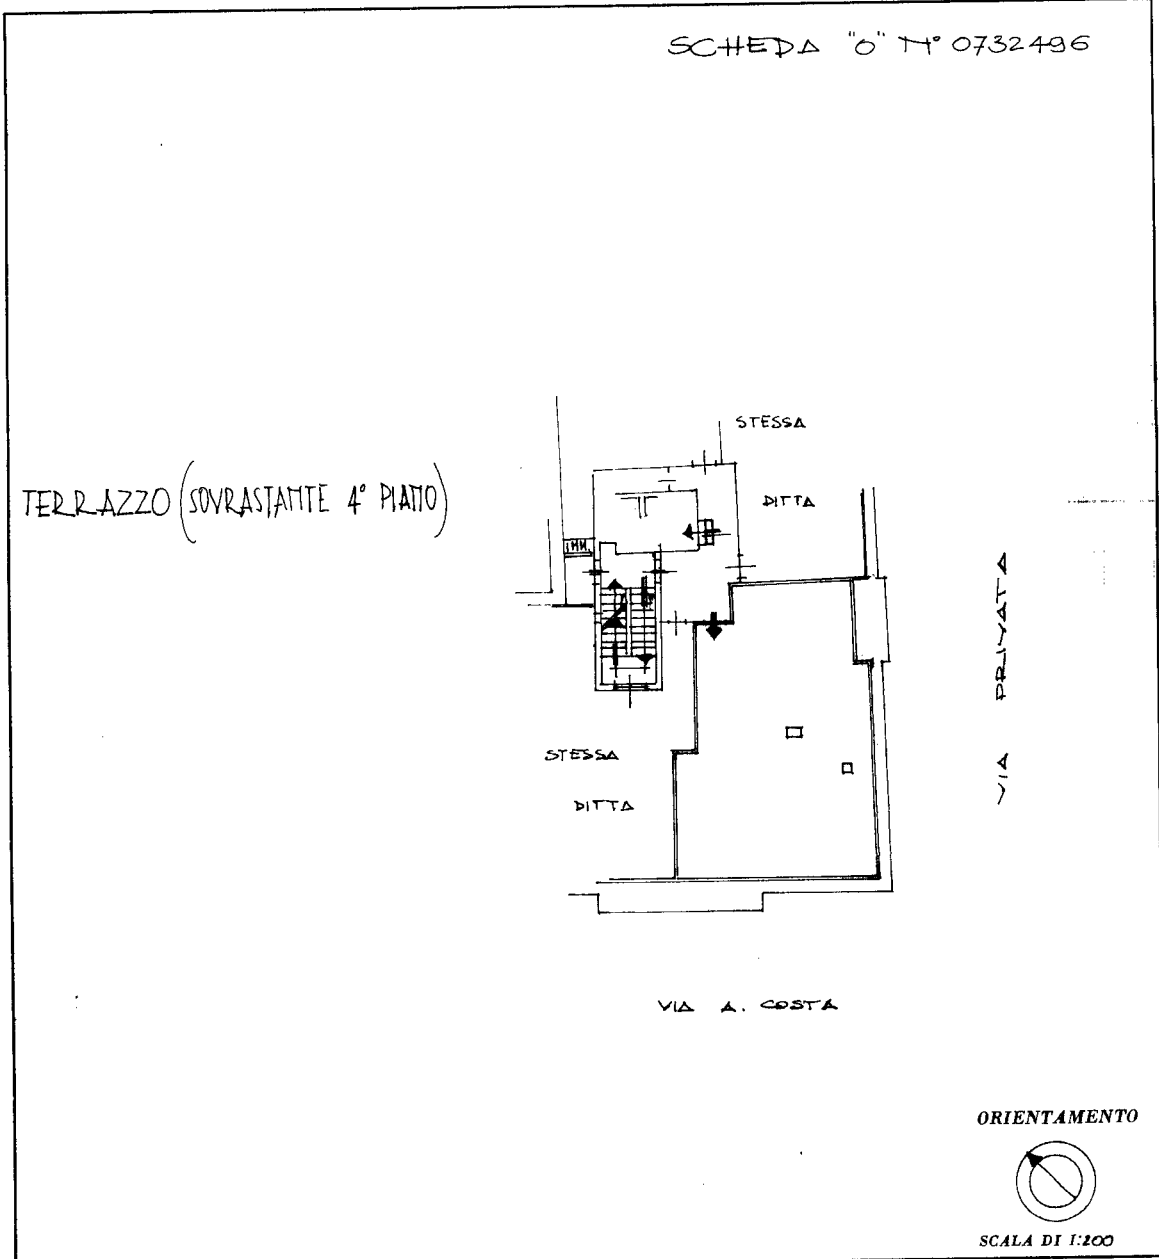 SCHEDA "O" N° 0732496
STESSA
DITTA
TERRAZZO (SOVRASTANTE 4° PIANO)
IMM.
VIA PRIVATA
STESSA
DITTA
VIA A. COSTA
ORIENTAMENTO
SCALA DI 1:200